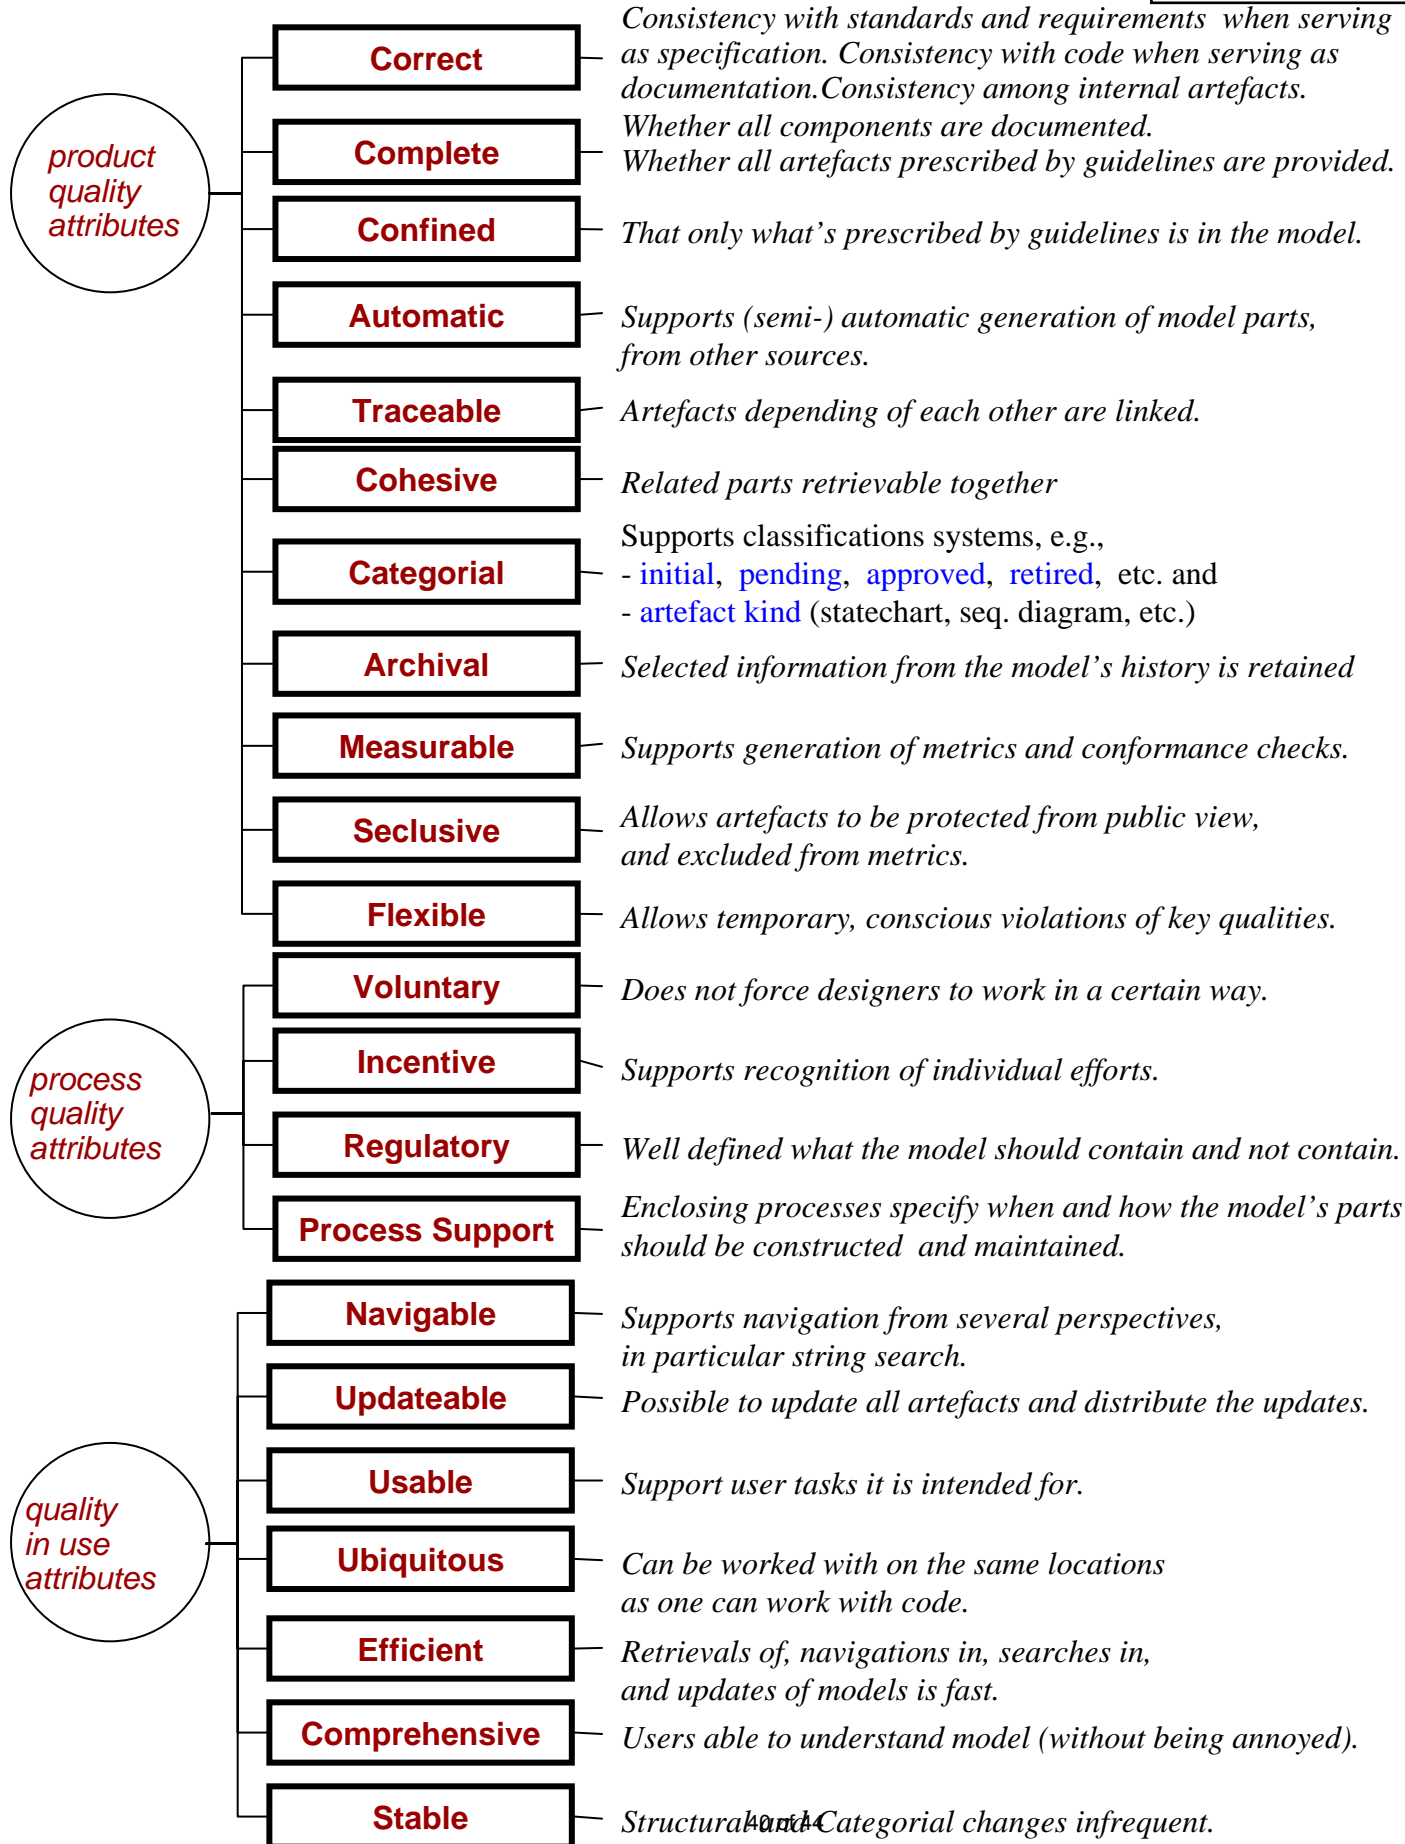 Consistency with standards and requirements when serving
as specification. Consistency with code when serving as
documentation.Consistency among internal artefacts.
Correct
Whether all components are documented.
Whether all artefacts prescribed by guidelines are provided.
Complete
product
quality
attributes
Confined
That only what's prescribed by guidelines is in the model.
Automatic
Supports (semi-) automatic generation of model parts,
from other sources.
Traceable
Artefacts depending of each other are linked.
Cohesive
Related parts retrievable together
Categorial
Supports classifications systems, e.g.,
- initial, pending, approved, retired, etc. and
- artefact kind (statechart, seq. diagram, etc.)
Archival
Selected information from the model's history is retained
Measurable
Supports generation of metrics and conformance checks.
Seclusive
Allows artefacts to be protected from public view,
and excluded from metrics.
Flexible
Allows temporary, conscious violations of key qualities.
Voluntary
Does not force designers to work in a certain way.
Incentive
Supports recognition of individual efforts.
process
quality
attributes
Regulatory
Well defined what the model should contain and not contain.
Process Support
Enclosing processes specify when and how the model's parts
should be constructed and maintained.
Navigable
Supports navigation from several perspectives,
in particular string search.
Updateable
Possible to update all artefacts and distribute the updates.
Usable
Support user tasks it is intended for.
quality
in use
attributes
Ubiquitous
Can be worked with on the same locations
as one can work with code.
Efficient
Retrievals of, navigations in, searches in,
and updates of models is fast.
Comprehensive
Users able to understand model (without being annoyed).
Stable
Structural and Categorial changes infrequent.
40 of 44